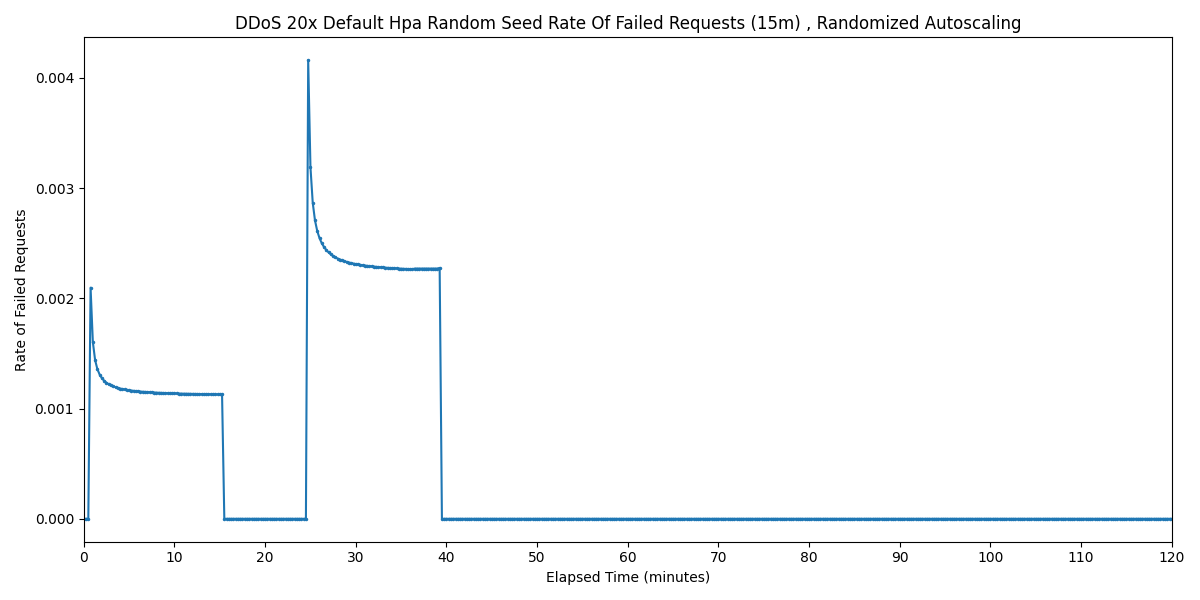 DDoS 20x Default Hpa Random Seed Rate Of Failed Requests (15m) , Randomized Autoscaling
Rate of Failed Requests
0.004
0.003
0.002
0.001
0.000
0 10 20 30 40 50 60 70 80 90 100 110 120
Elapsed Time (minutes)